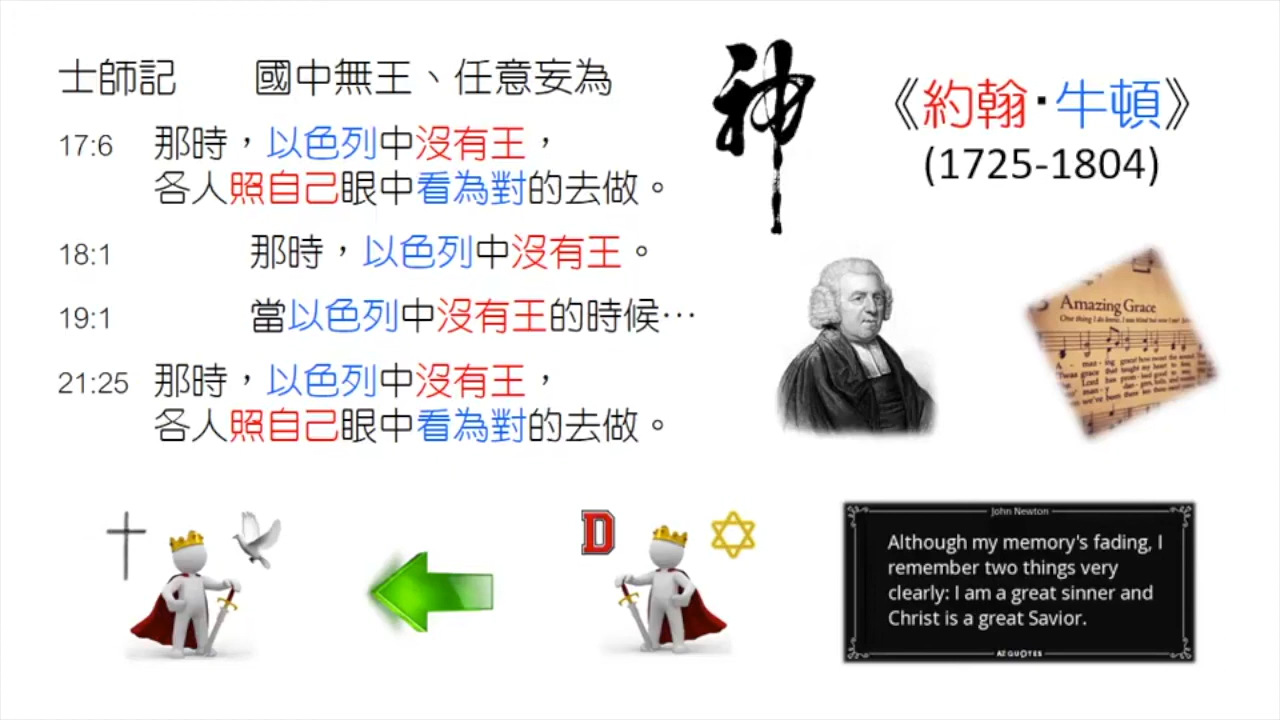 士師記 國中無王、任意妄為
17:6 那時，以色列中沒有王，
各人照自己眼中看為對的去做。
18:1 那時，以色列中沒有王。
19:1 當以色列中沒有王的時候…
21:25 那時，以色列中沒有王，
各人照自己眼中看為對的去做。
神
《約翰·牛頓》
(1725-1804)
Amazing Grace
D
John Newton
Although my memory's fading, I
remember two things very
clearly: I am a great sinner and
Christ is a great Savior.
AZ QUOTES